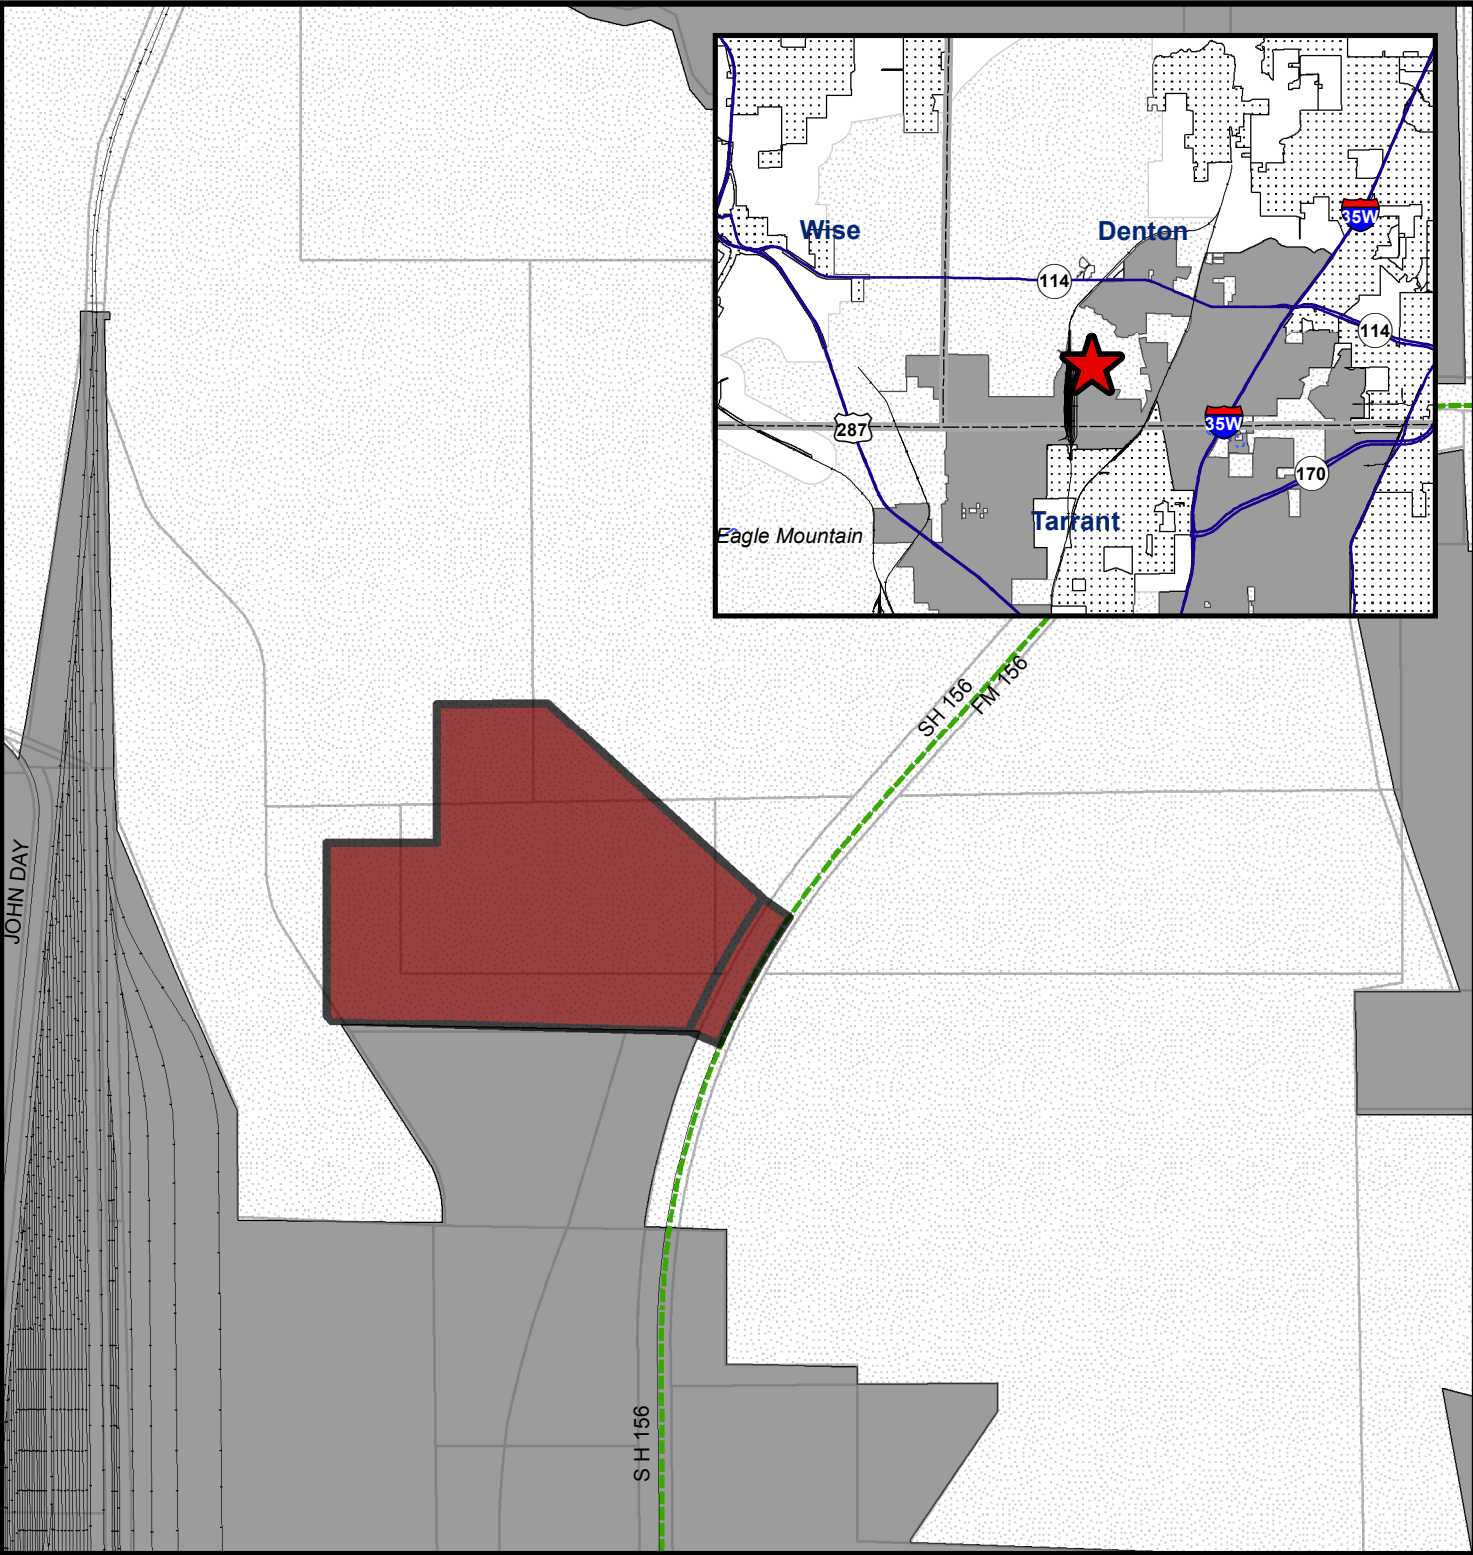 35W
Wise
Denton
114
114
35W
287
170
Tarrant
Eagle Mountain
SH 156
FM 156
JOHN DAY
S H 156